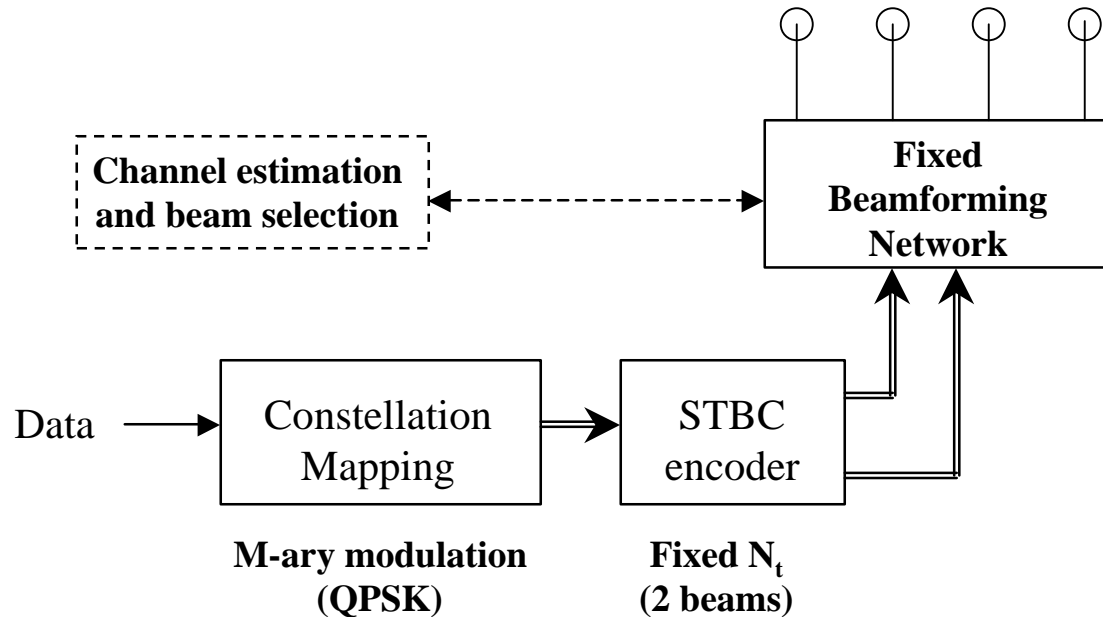 Fixed
Beamforming
Network
Channel estimation
and beam selection
Data
Constellation
Mapping
STBC
encoder
M-ary modulation
(QPSK)
Fixed Nₜ
(2 beams)